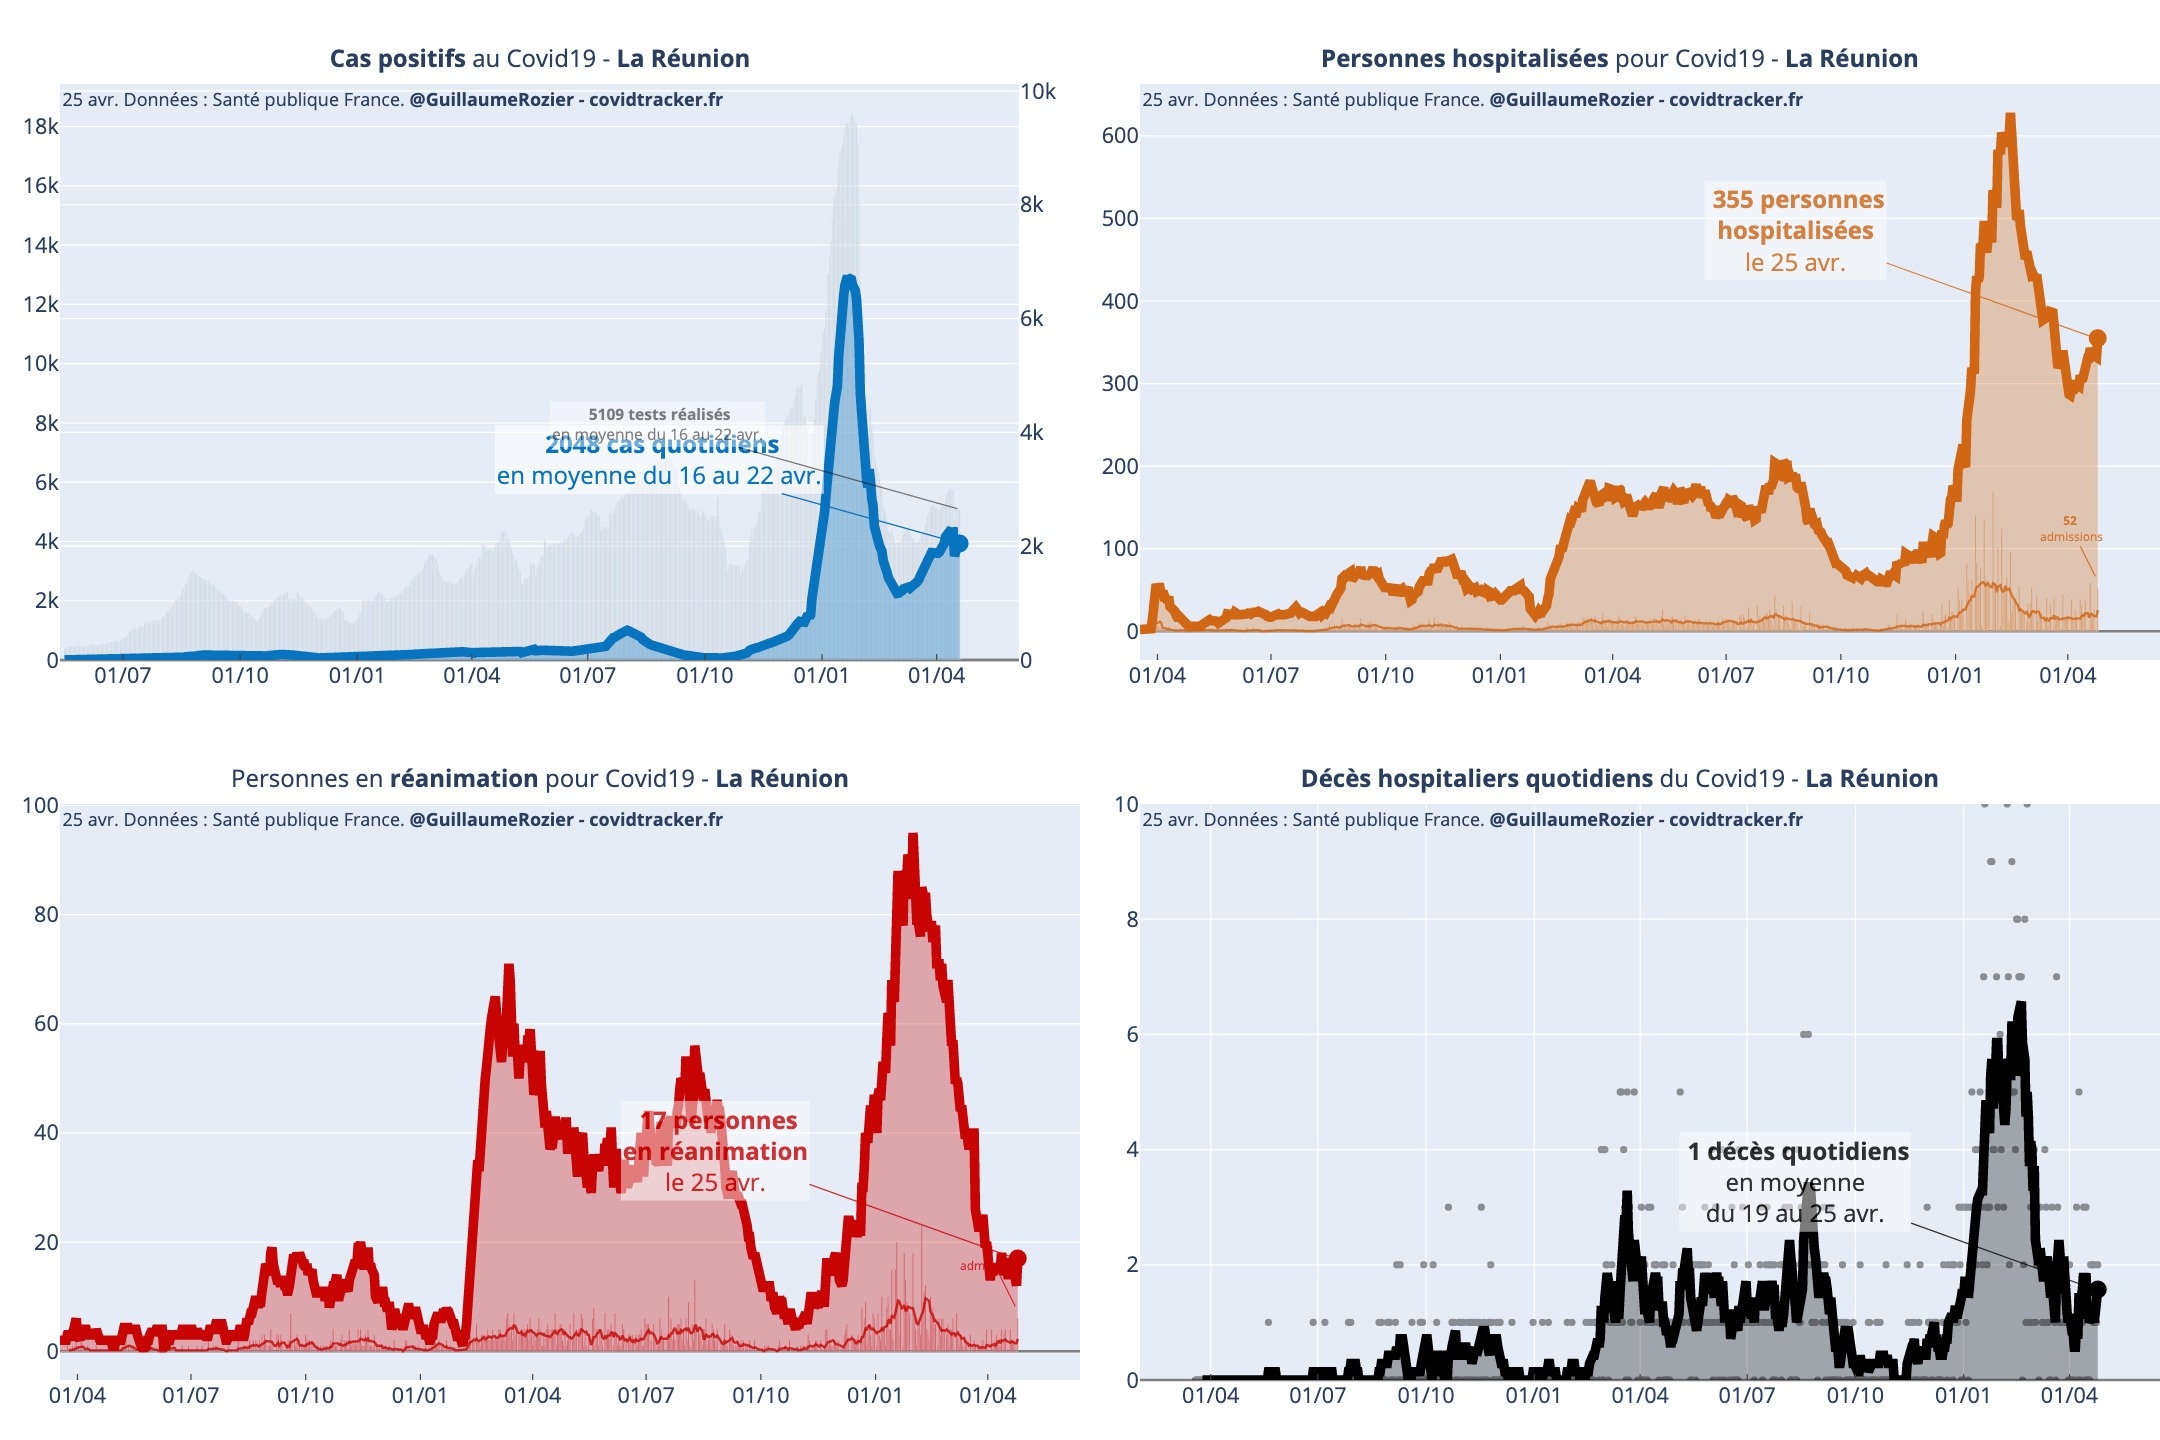 Cas positifs au Covid19 - La Réunion
25 avr. Données : Santé publique France. @GuillaumeRozier - covidtracker.fr
10k
18k
16k
8k
14k
12k
6k
10k
8k
4k
6k
4k
2k
2k
0
0
5109 tests réalisés
en moyenne du 16 au 22 avr.
2048 cas quotidiens
en moyenne du 16 au 22 avr.
01/07 01/10 01/01 01/04 01/07 01/10 01/01 01/04
Personnes hospitalisées pour Covid19 - La Réunion
25 avr. Données : Santé publique France. @GuillaumeRozier - covidtracker.fr
600
500
400
300
200
100
0
355 personnes
hospitalisées
le 25 avr.
52
admissions
01/04 01/07 01/10 01/01 01/04 01/07 01/10 01/01 01/04
Personnes en réanimation pour Covid19 - La Réunion
100
25 avr. Données : Santé publique France. @GuillaumeRozier - covidtracker.fr
80
60
40
20
0
17 personnes
en réanimation
le 25 avr.
adm
01/04 01/07 01/10 01/01 01/04 01/07 01/10 01/01 01/04
Décès hospitaliers quotidiens du Covid19 - La Réunion
10
25 avr. Données : Santé publique France. @GuillaumeRozier - covidtracker.fr
8
6
4
2
0
1 décès quotidiens
en moyenne
du 19 au 25 avr.
01/04 01/07 01/10 01/01 01/04 01/07 01/10 01/01 01/04